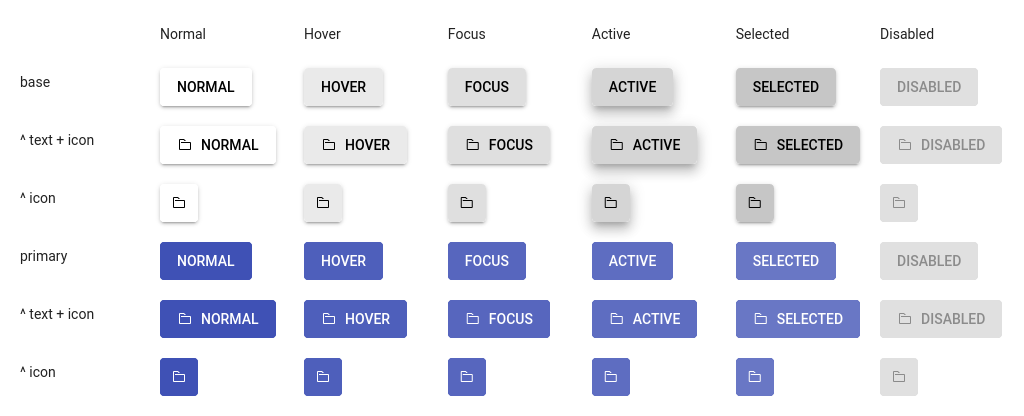 Normal Hover Focus Active Selected Disabled
base NORMAL HOVER FOCUS ACTIVE SELECTED DISABLED
^ text + icon NORMAL HOVER FOCUS ACTIVE SELECTED DISABLED
^ icon
primary NORMAL HOVER FOCUS ACTIVE SELECTED DISABLED
^ text + icon NORMAL HOVER FOCUS ACTIVE SELECTED DISABLED
^ icon